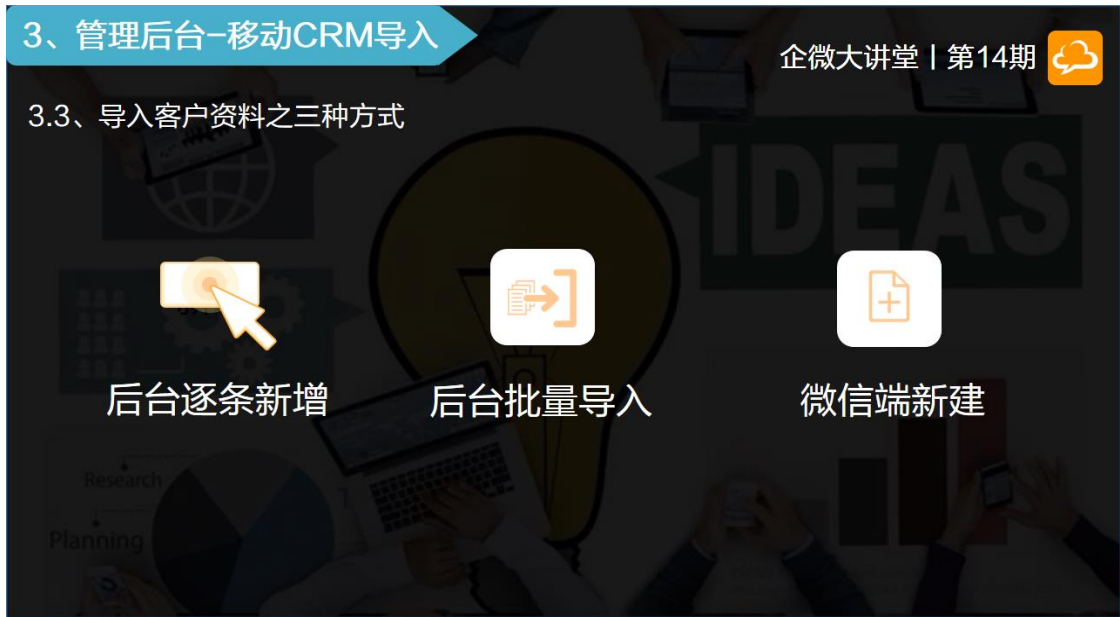 3、管理后台-移动CRM导入
企微大讲堂丨第14期
3.3、导入客户资料之三种方式
IDEAS
后台逐条新增
后台批量导入
微信端新建
Research
Planning